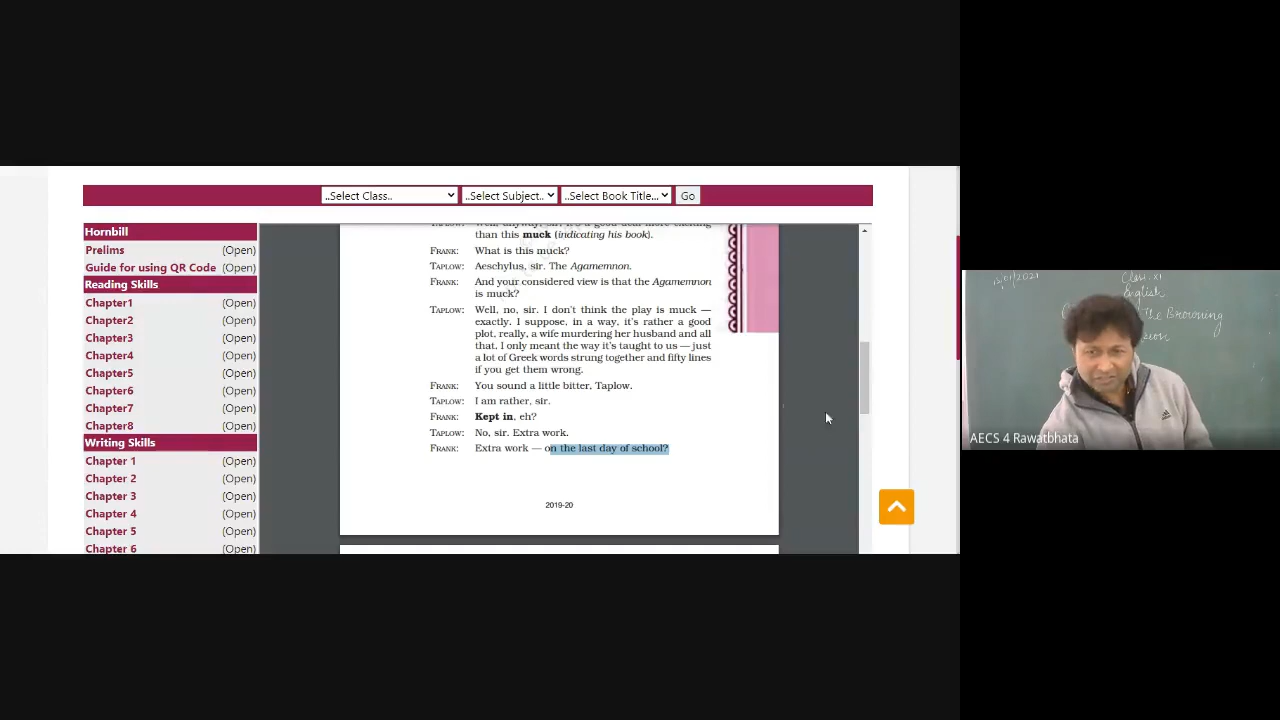 ..Select Class.. ..Select Subject.. ..Select Book Title... Go
Hornbill
Prelims (Open)
Guide for using QR Code (Open)
Reading Skills
Chapter1 (Open)
Chapter2 (Open)
Chapter3 (Open)
Chapter4 (Open)
Chapter5 (Open)
Chapter6 (Open)
Chapter7 (Open)
Chapter8 (Open)
Writing Skills
Chapter 1 (Open)
Chapter 2 (Open)
Chapter 3 (Open)
Chapter 4 (Open)
Chapter 5 (Open)
Chapter 6 (Open)
than this muck (indicating his book).
FRANK: What is this muck?
TAPLOW: Aeschylus, sir. The Agamemnon.
FRANK: And your considered view is that the Agamemnon
is muck?
TAPLOW: Well, no, sir. I don't think the play is muck —
exactly. I suppose, in a way, it's rather a good
plot, really, a wife murdering her husband and all
that. I only meant the way it's taught to us — just
a lot of Greek words strung together and fifty lines
if you get them wrong.
FRANK: You sound a little bitter, Taplow.
TAPLOW: I am rather, sir.
FRANK: Kept in, eh?
TAPLOW: No, sir. Extra work.
FRANK: Extra work — on the last day of school?
2019-20
Class-XI
English
The Browning
AECS 4 Rawatbhata